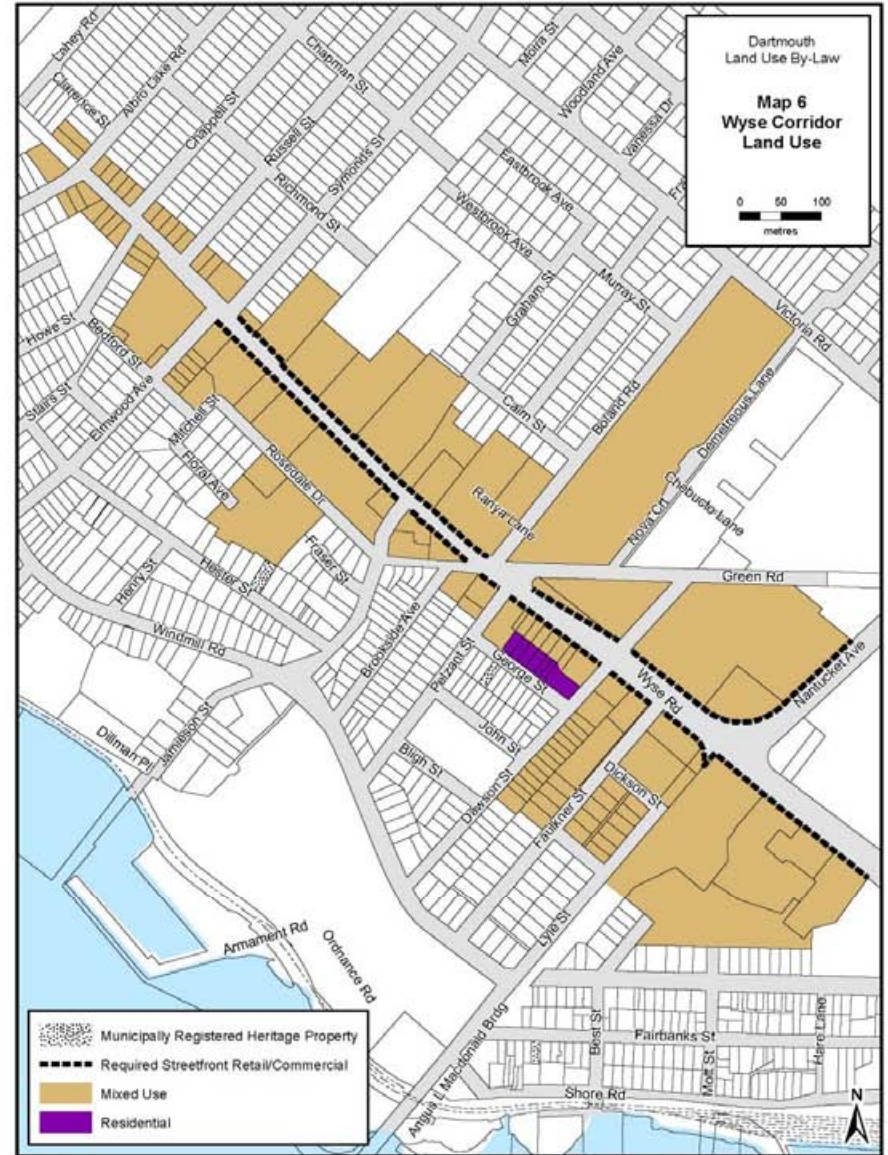 Dartmouth
Land Use By-Law
Map 6
Wyse Corridor
Land Use
0 50 100
metres
Lahey Rd
Clarence St
Albro Lake Rd
Chappell St
Russell St
Symonds St
Richmond St
Chapman St
Moira St
Woodland Ave
Vanessa Dr
Eastbrook Ave
Westbrook Ave
Murray St
Graham St
Victoria Rd
Cairn St
Boland Rd
Ranya Lane
Demetreous Lane
Nova Crt
Chebucto Lane
Green Rd
Howe St
Bedford St
Stairs St
Elmwood Ave
Mitchell St
Floral Ave
Rosedale Dr
Fraser St
Hester St
Henry St
Windmill Rd
Brookside Ave
Pelzant St
George St
John St
Wyse Rd
Nantucket Ave
Jamieson St
Dillman Pl
Bligh St
Dawson St
Faulkner St
Dickson St
Lyle St
Armament Rd
Ordnance Rd
Angus L Macdonald Brdg
Best St
Fairbanks St
Mott St
Hare Lane
Shore Rd
N
Municipally Registered Heritage Property
Required Streetfront Retail/Commercial
Mixed Use
Residential